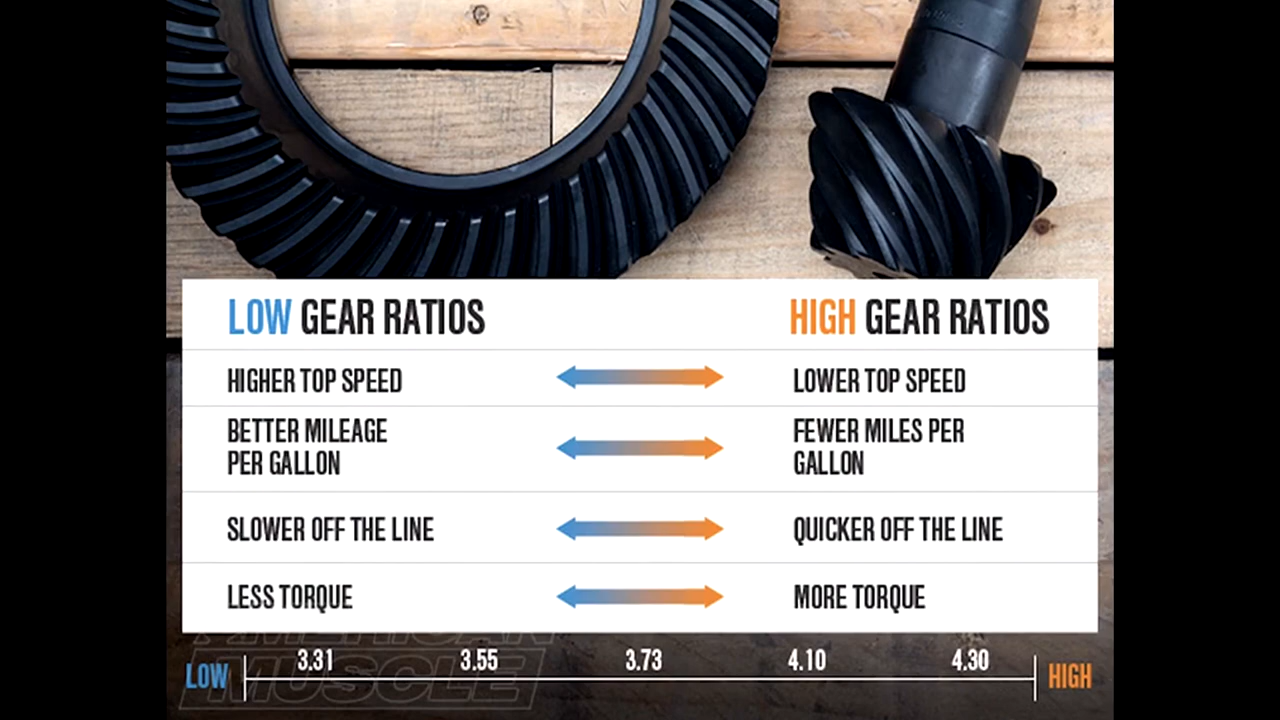 LOW GEAR RATIOS
HIGH GEAR RATIOS
HIGHER TOP SPEED
LOWER TOP SPEED
BETTER MILEAGE
PER GALLON
FEWER MILES PER
GALLON
SLOWER OFF THE LINE
QUICKER OFF THE LINE
LESS TORQUE
MORE TORQUE
AMERICAN
MUSCLE
LOW
3.31
3.55
3.73
4.10
4.30
HIGH